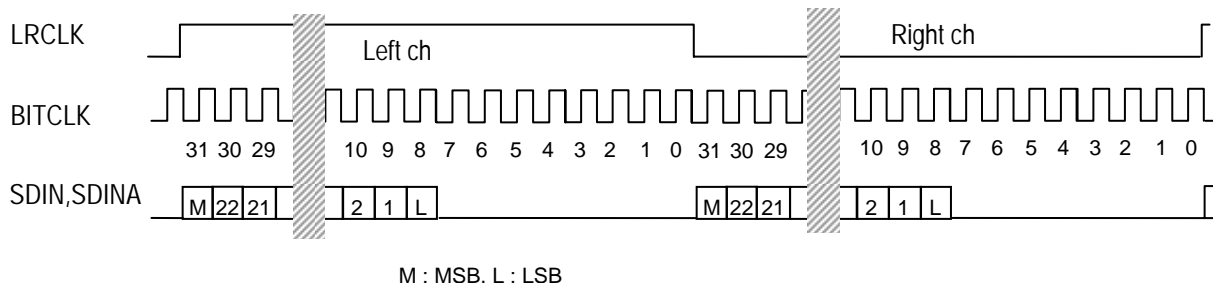 LRCLK Left ch Right ch
BITCLK
31 30 29 10 9 8 7 6 5 4 3 2 1 0 31 30 29 10 9 8 7 6 5 4 3 2 1 0
SDIN,SDINA M 22 21 2 1 L M 22 21 2 1 L
M : MSB. L : LSB